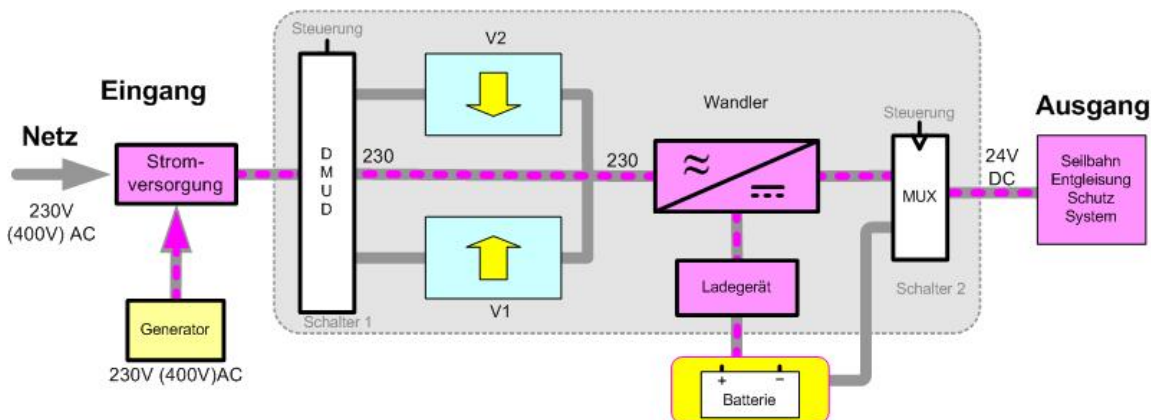 Eingang
Netz
230V
(400V) AC
Strom-
versorgung
Generator
230V (400V)AC
Steuerung
D
M
U
D
Schalter 1
V2
230
230
V1
Wandler
≈
Ladegerät
+ −
Batterie
Steuerung
MUX
Schalter 2
24V
DC
Ausgang
Seilbahn
Entgleisung
Schutz
System